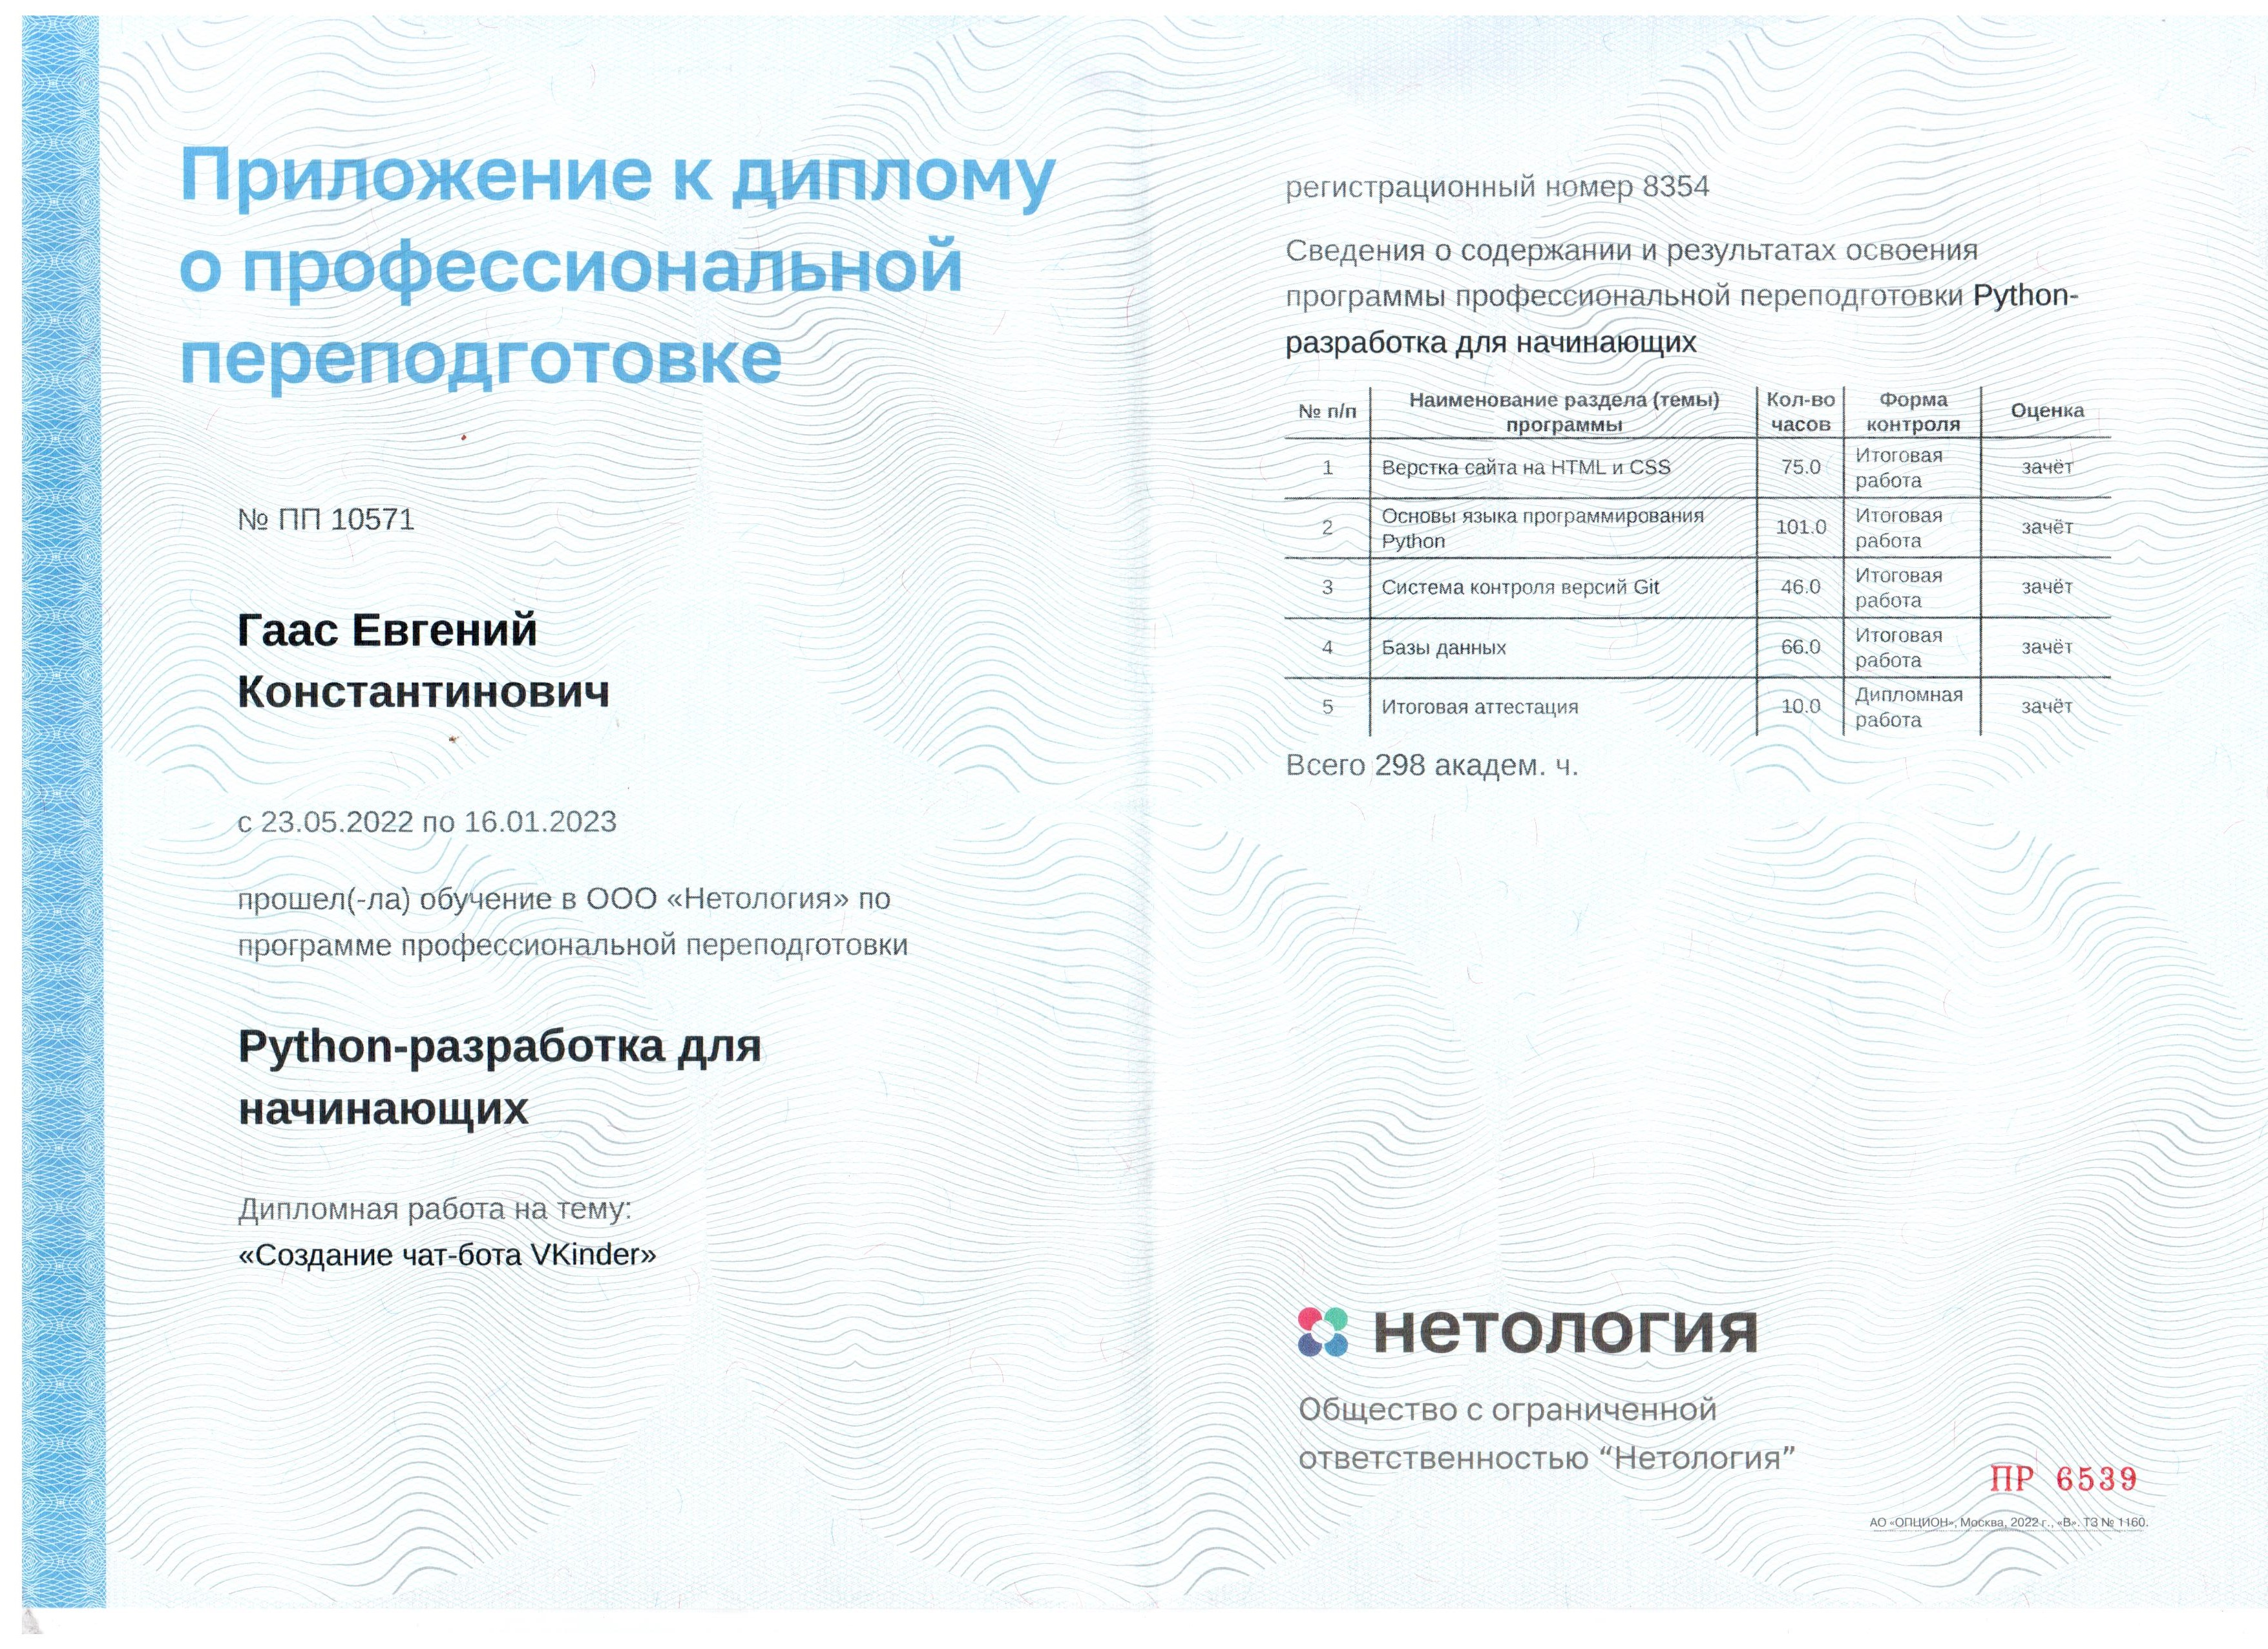 Приложение к диплому
о профессиональной
переподготовке
№ ПП 10571
Гаас Евгений
Константинович
с 23.05.2022 по 16.01.2023
прошел(-ла) обучение в ООО «Нетология» по
программе профессиональной переподготовки
Python-разработка для
начинающих
Дипломная работа на тему:
«Создание чат-бота VKinder»
регистрационный номер 8354
Сведения о содержании и результатах освоения
программы профессиональной переподготовки Python-
разработка для начинающих
№ п/п Наименование раздела (темы) программы Кол-во часов Форма контроля Оценка
1 Верстка сайта на HTML и CSS 75.0 Итоговая работа зачёт
2 Основы языка программирования Python 101.0 Итоговая работа зачёт
3 Система контроля версий Git 46.0 Итоговая работа зачёт
4 Базы данных 66.0 Итоговая работа зачёт
5 Итоговая аттестация 10.0 Дипломная работа зачёт
Всего 298 академ. ч.
нетология
Общество с ограниченной
ответственностью “Нетология”
ПР 6539
АО «ОПЦИОН», Москва, 2022 г., «В». ТЗ № 1160.